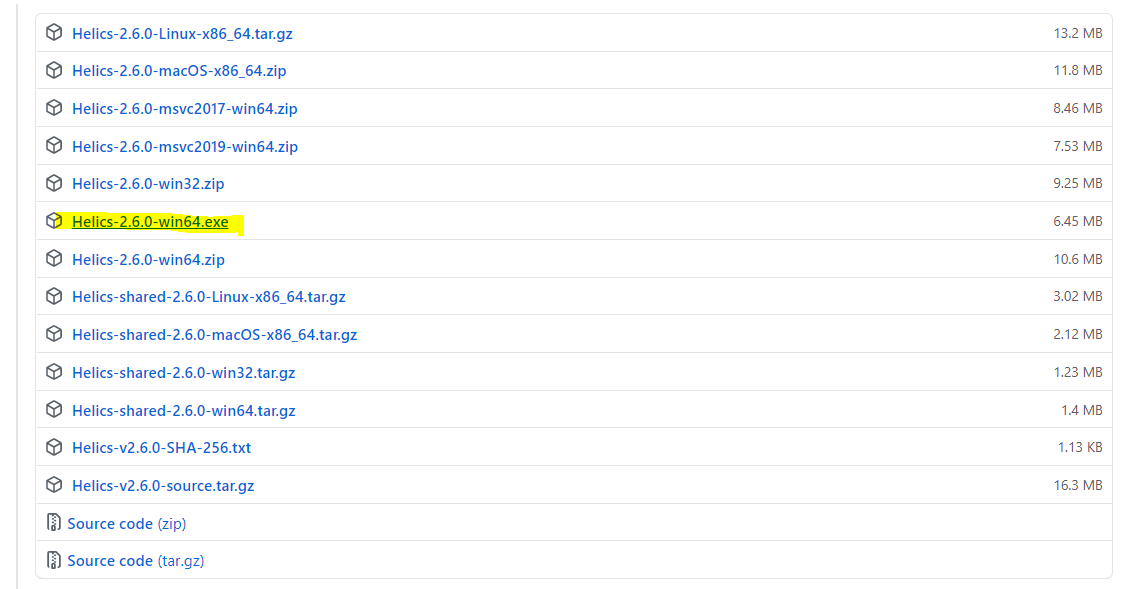 Helics-2.6.0-Linux-x86_64.tar.gz 13.2 MB
Helics-2.6.0-macOS-x86_64.zip 11.8 MB
Helics-2.6.0-msvc2017-win64.zip 8.46 MB
Helics-2.6.0-msvc2019-win64.zip 7.53 MB
Helics-2.6.0-win32.zip 9.25 MB
Helics-2.6.0-win64.exe 6.45 MB
Helics-2.6.0-win64.zip 10.6 MB
Helics-shared-2.6.0-Linux-x86_64.tar.gz 3.02 MB
Helics-shared-2.6.0-macOS-x86_64.tar.gz 2.12 MB
Helics-shared-2.6.0-win32.tar.gz 1.23 MB
Helics-shared-2.6.0-win64.tar.gz 1.4 MB
Helics-v2.6.0-SHA-256.txt 1.13 KB
Helics-v2.6.0-source.tar.gz 16.3 MB
Source code (zip)
Source code (tar.gz)